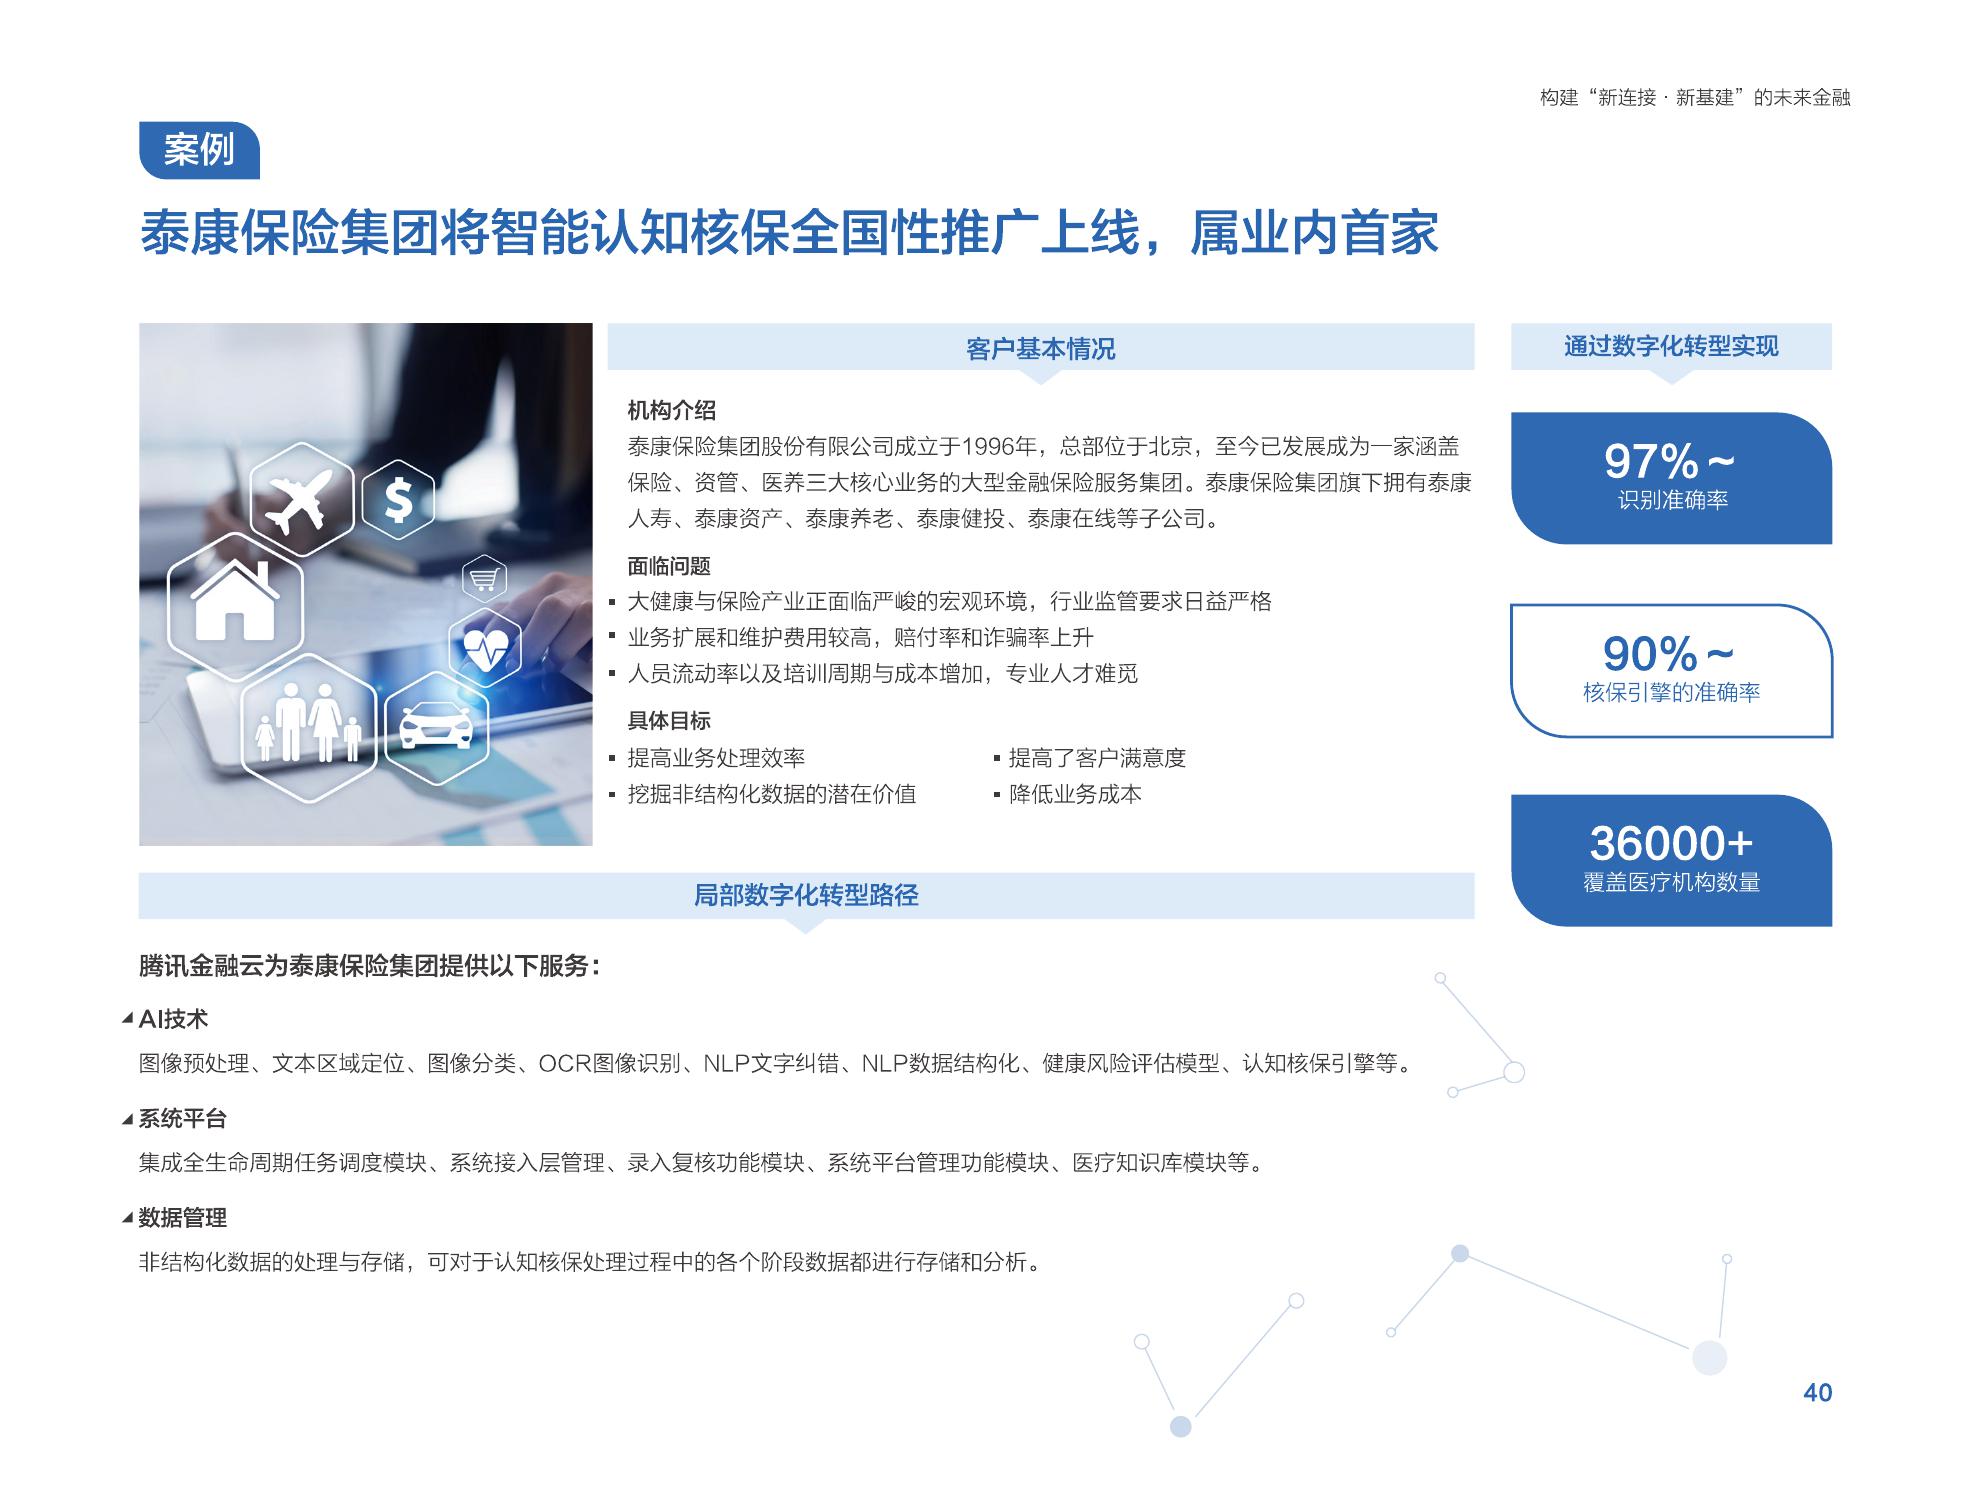 构建“新连接·新基建”的未来金融
案例
泰康保险集团将智能认知核保全国性推广上线，属业内首家
客户基本情况
机构介绍
泰康保险集团股份有限公司成立于1996年，总部位于北京，至今已发展成为一家涵盖
保险、资管、医养三大核心业务的大型金融保险服务集团。泰康保险集团旗下拥有泰康
人寿、泰康资产、泰康养老、泰康健投、泰康在线等子公司。
面临问题
▪ 大健康与保险产业正面临严峻的宏观环境，行业监管要求日益严格
▪ 业务扩展和维护费用较高，赔付率和诈骗率上升
▪ 人员流动率以及培训周期与成本增加，专业人才难觅
具体目标
▪ 提高业务处理效率
▪ 提高了客户满意度
▪ 挖掘非结构化数据的潜在价值
▪ 降低业务成本
通过数字化转型实现
97%~
识别准确率
90%~
核保引擎的准确率
36000+
覆盖医疗机构数量
局部数字化转型路径
腾讯金融云为泰康保险集团提供以下服务：
AI技术
图像预处理、文本区域定位、图像分类、OCR图像识别、NLP文字纠错、NLP数据结构化、健康风险评估模型、认知核保引擎等。
系统平台
集成全生命周期任务调度模块、系统接入层管理、录入复核功能模块、系统平台管理功能模块、医疗知识库模块等。
数据管理
非结构化数据的处理与存储，可对于认知核保处理过程中的各个阶段数据都进行存储和分析。
40